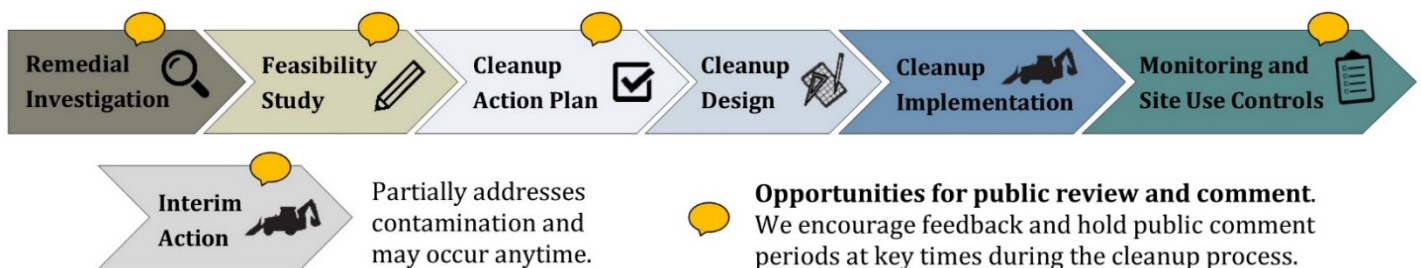 Remedial
Investigation
Feasibility
Study
Cleanup
Action Plan
Cleanup
Design
Cleanup
Implementation
Monitoring and
Site Use Controls
Interim
Action
Partially addresses
contamination and
may occur anytime.
Opportunities for public review and comment.
We encourage feedback and hold public comment
periods at key times during the cleanup process.